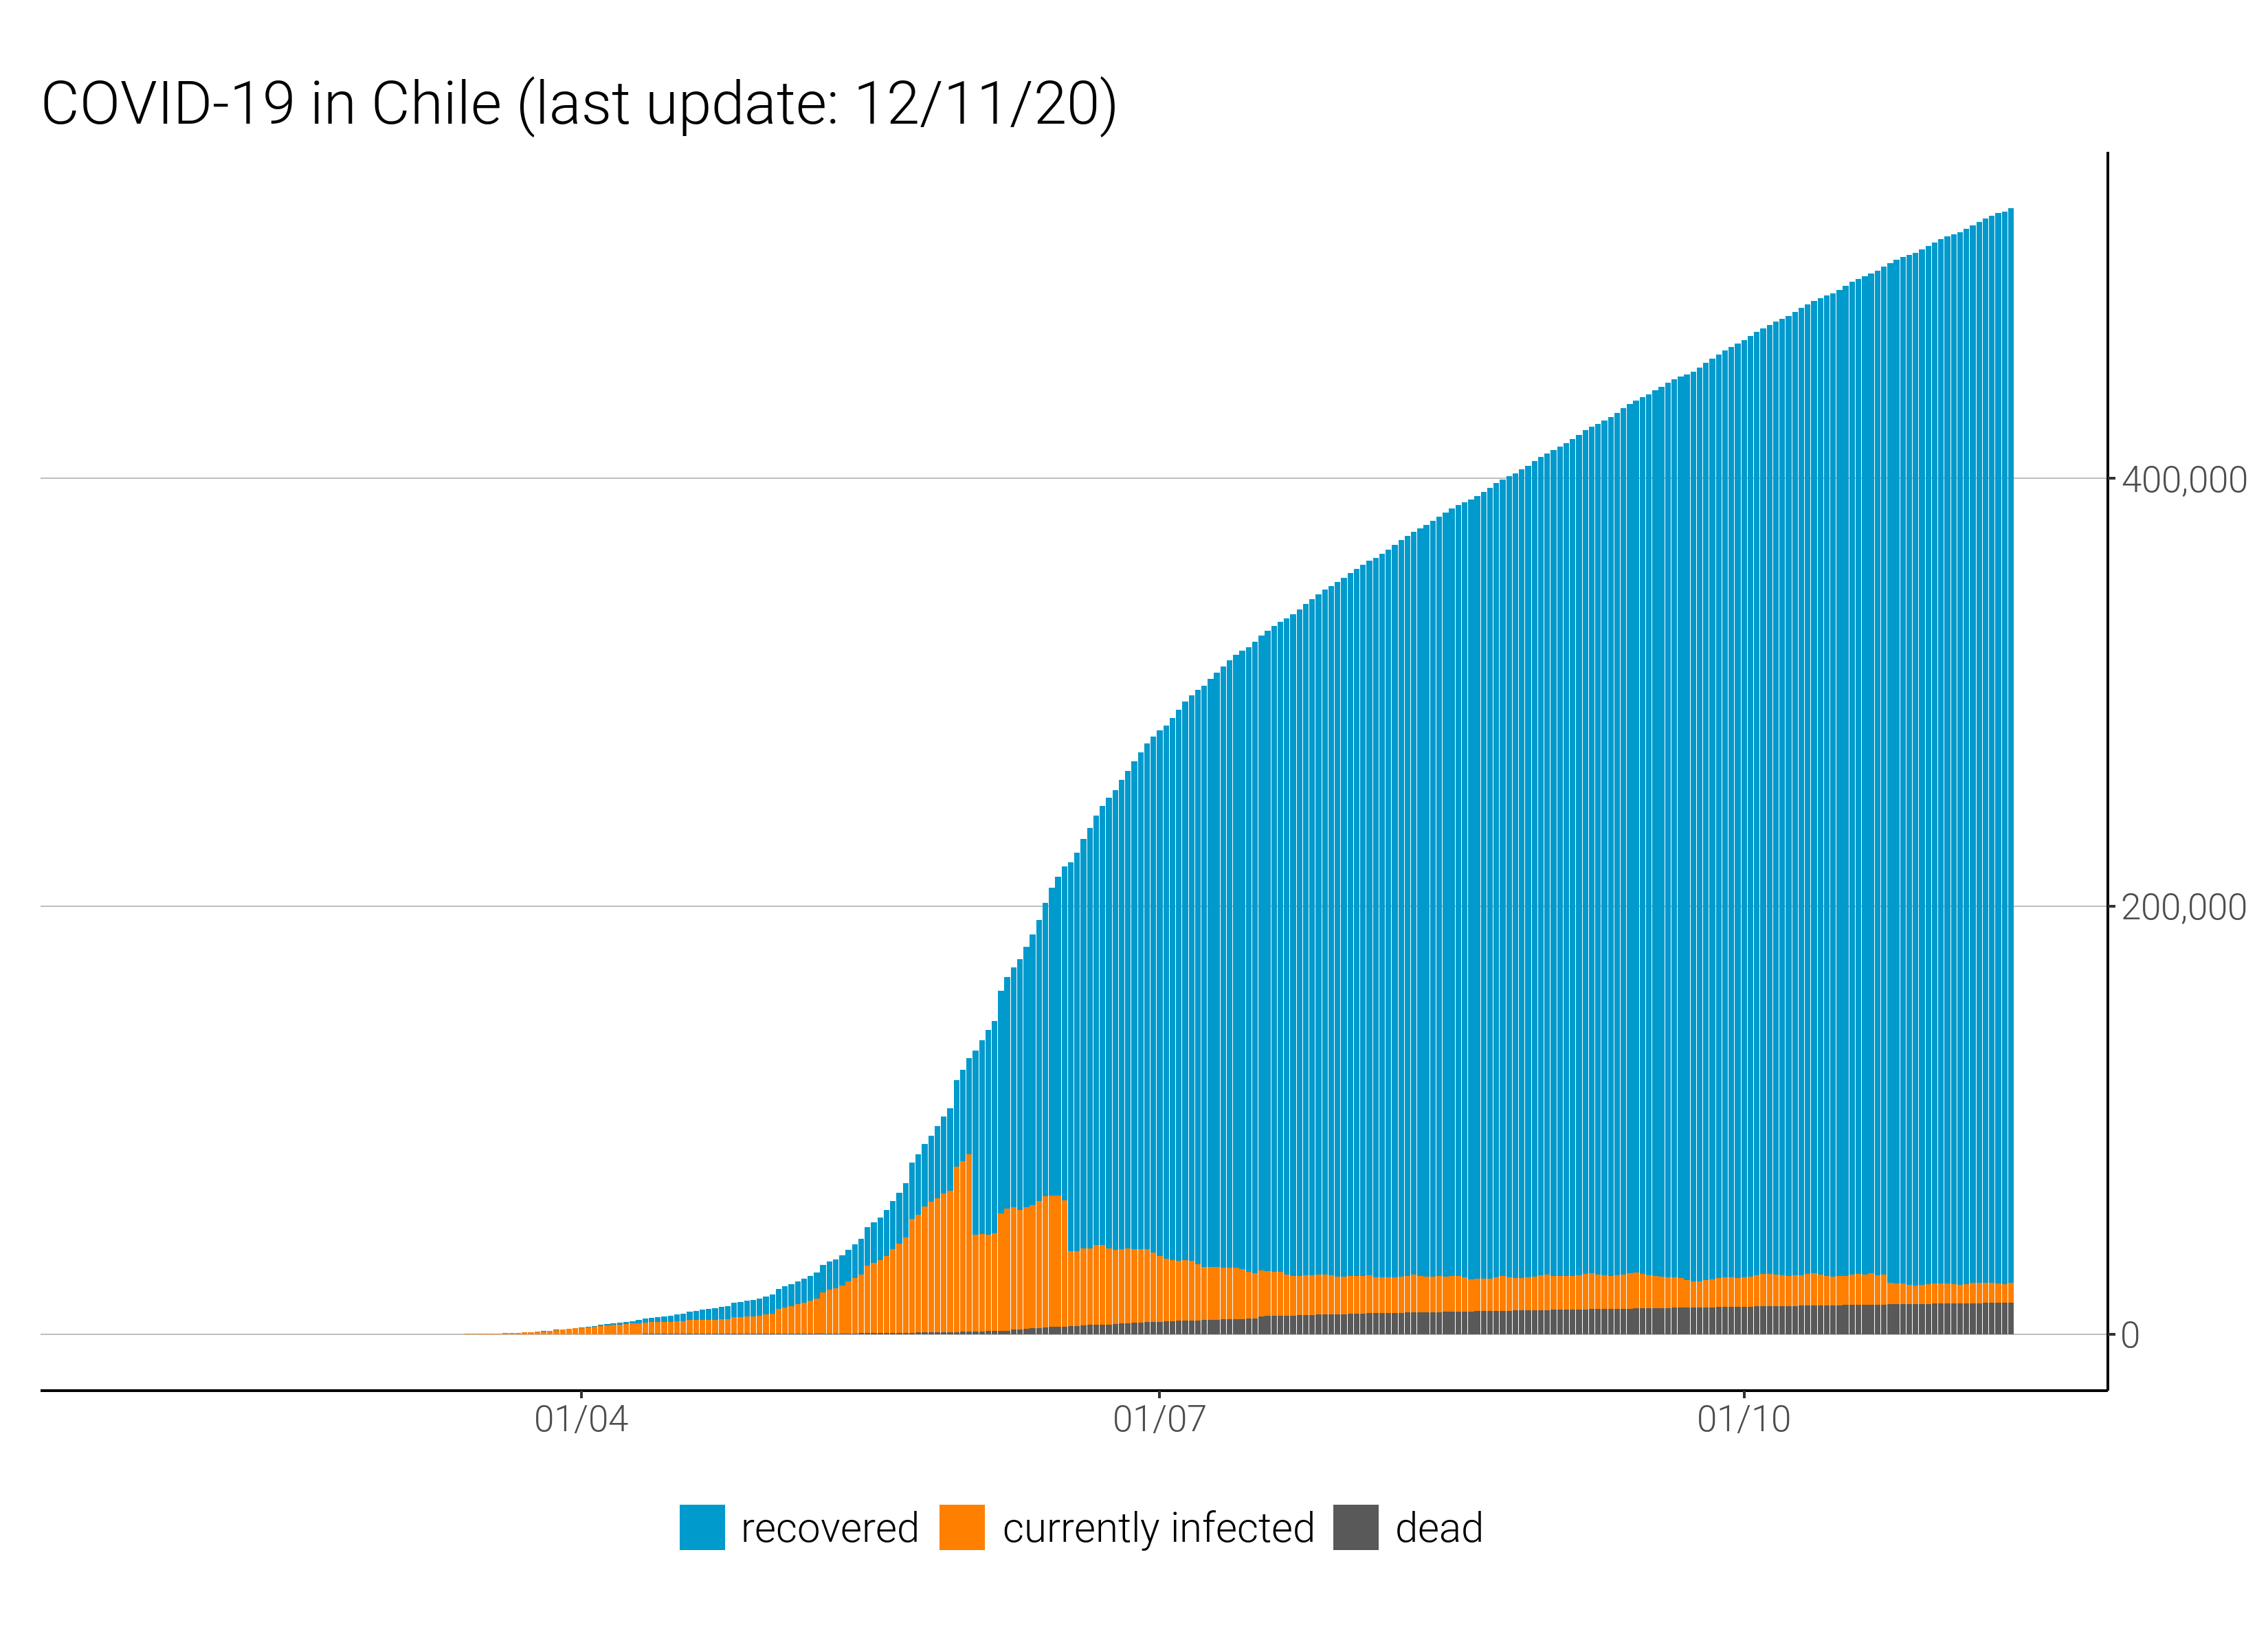 COVID-19 in Chile (last update: 12/11/20)
400,000
200,000
0
01/04 01/07 01/10
recovered currently infected dead